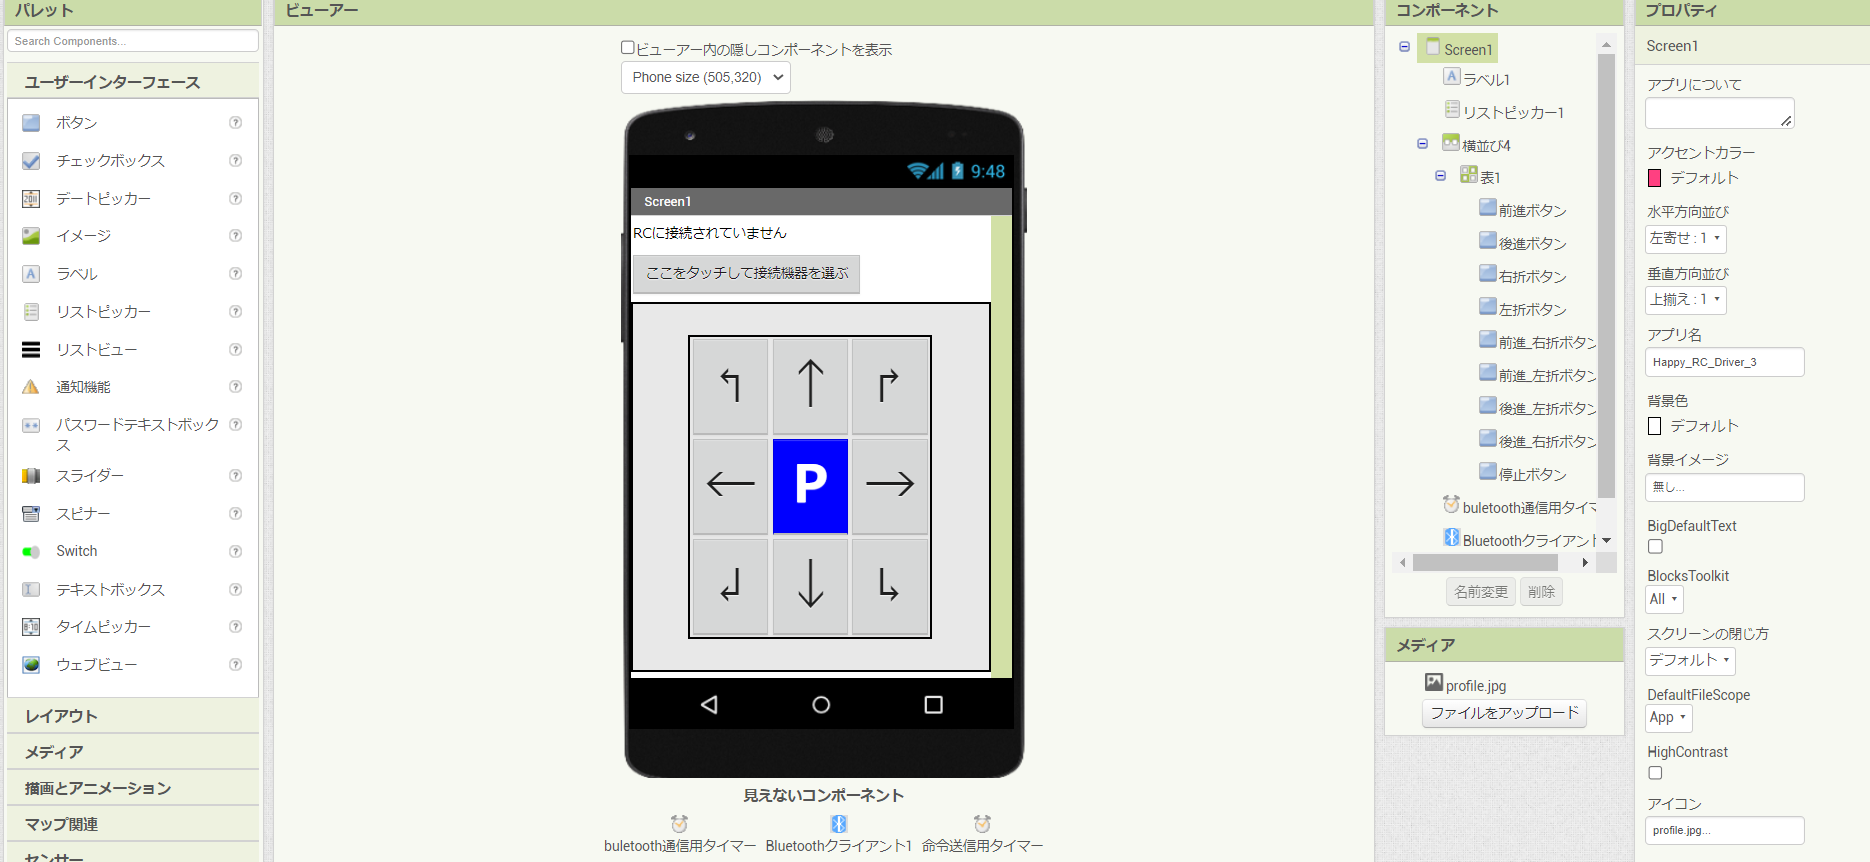 パレット
Search Components...
ユーザーインターフェース
ボタン
チェックボックス
デートピッカー
イメージ
ラベル
リストピッカー
リストビュー
通知機能
パスワードテキストボック
ス
スライダー
スピナー
Switch
テキストボックス
タイムピッカー
ウェブビュー
レイアウト
メディア
描画とアニメーション
マップ関連
センサー
ビューアー
ビューアー内の隠しコンポーネントを表示
Phone size (505,320)
9:48
Screen1
RCに接続されていません
ここをタッチして接続機器を選ぶ
↰ ↑ ↱
← P →
↲ ↓ ↳
見えないコンポーネント
buletooth通信用タイマー Bluetoothクライアント1 命令送信用タイマー
コンポーネント
Screen1
ラベル1
リストピッカー1
横並び4
表1
前進ボタン
後進ボタン
右折ボタン
左折ボタン
前進_右折ボタン
前進_左折ボタン
後進_左折ボタン
後進_右折ボタン
停止ボタン
buletooth通信用タイマ
Bluetoothクライアント
名前変更 削除
メディア
profile.jpg
ファイルをアップロード
プロパティ
Screen1
アプリについて
アクセントカラー
デフォルト
水平方向並び
左寄せ : 1
垂直方向並び
上揃え : 1
アプリ名
Happy_RC_Driver_3
背景色
デフォルト
背景イメージ
無し...
BigDefaultText
BlocksToolkit
All
スクリーンの閉じ方
デフォルト
DefaultFileScope
App
HighContrast
アイコン
profile.jpg...